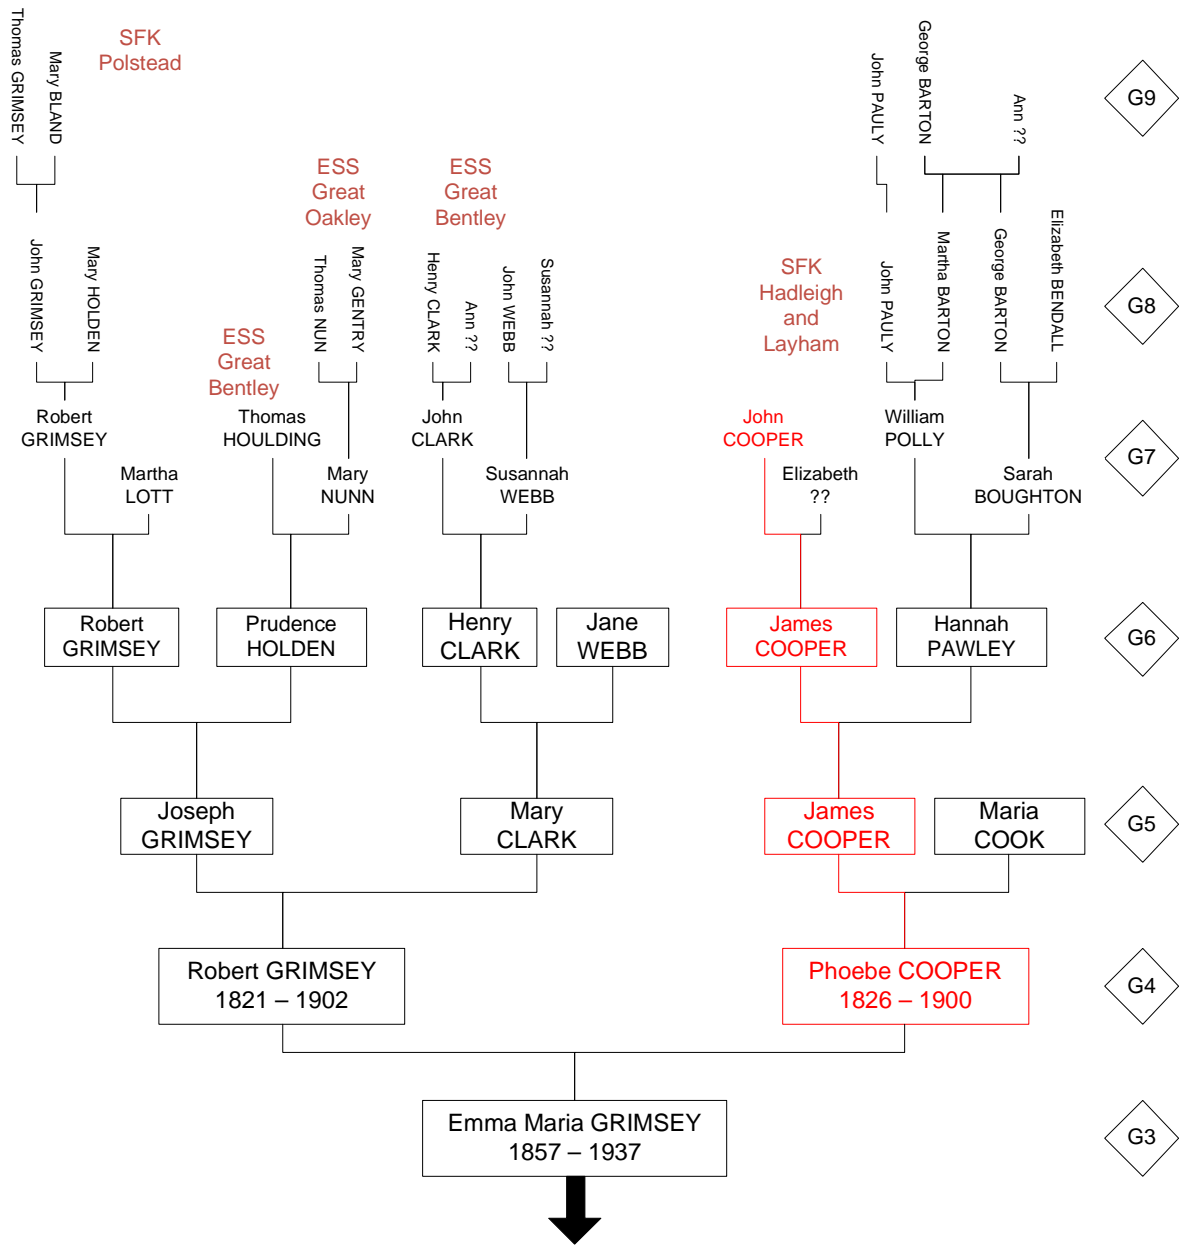 Thomas GRIMSEY
Mary BLAND
SFK
Polstead
John PAULY
George BARTON
Ann ??
G9
ESS
Great
Oakley
ESS
Great
Bentley
John GRIMSEY
Mary HOLDEN
Thomas NUN
Mary GENTRY
Henry CLARK
Ann ??
John WEBB
Susannah ??
SFK
Hadleigh
and
Layham
John PAULY
Martha BARTON
George BARTON
Elizabeth BENDALL
G8
ESS
Great
Bentley
Robert
GRIMSEY
Martha
LOTT
Thomas
HOULDING
Mary
NUNN
John
CLARK
Susannah
WEBB
John
COOPER
Elizabeth
??
William
POLLY
Sarah
BOUGHTON
G7
Robert
GRIMSEY
Prudence
HOLDEN
Henry
CLARK
Jane
WEBB
James
COOPER
Hannah
PAWLEY
G6
Joseph
GRIMSEY
Mary
CLARK
James
COOPER
Maria
COOK
G5
Robert GRIMSEY
1821 – 1902
Phoebe COOPER
1826 – 1900
G4
Emma Maria GRIMSEY
1857 – 1937
G3